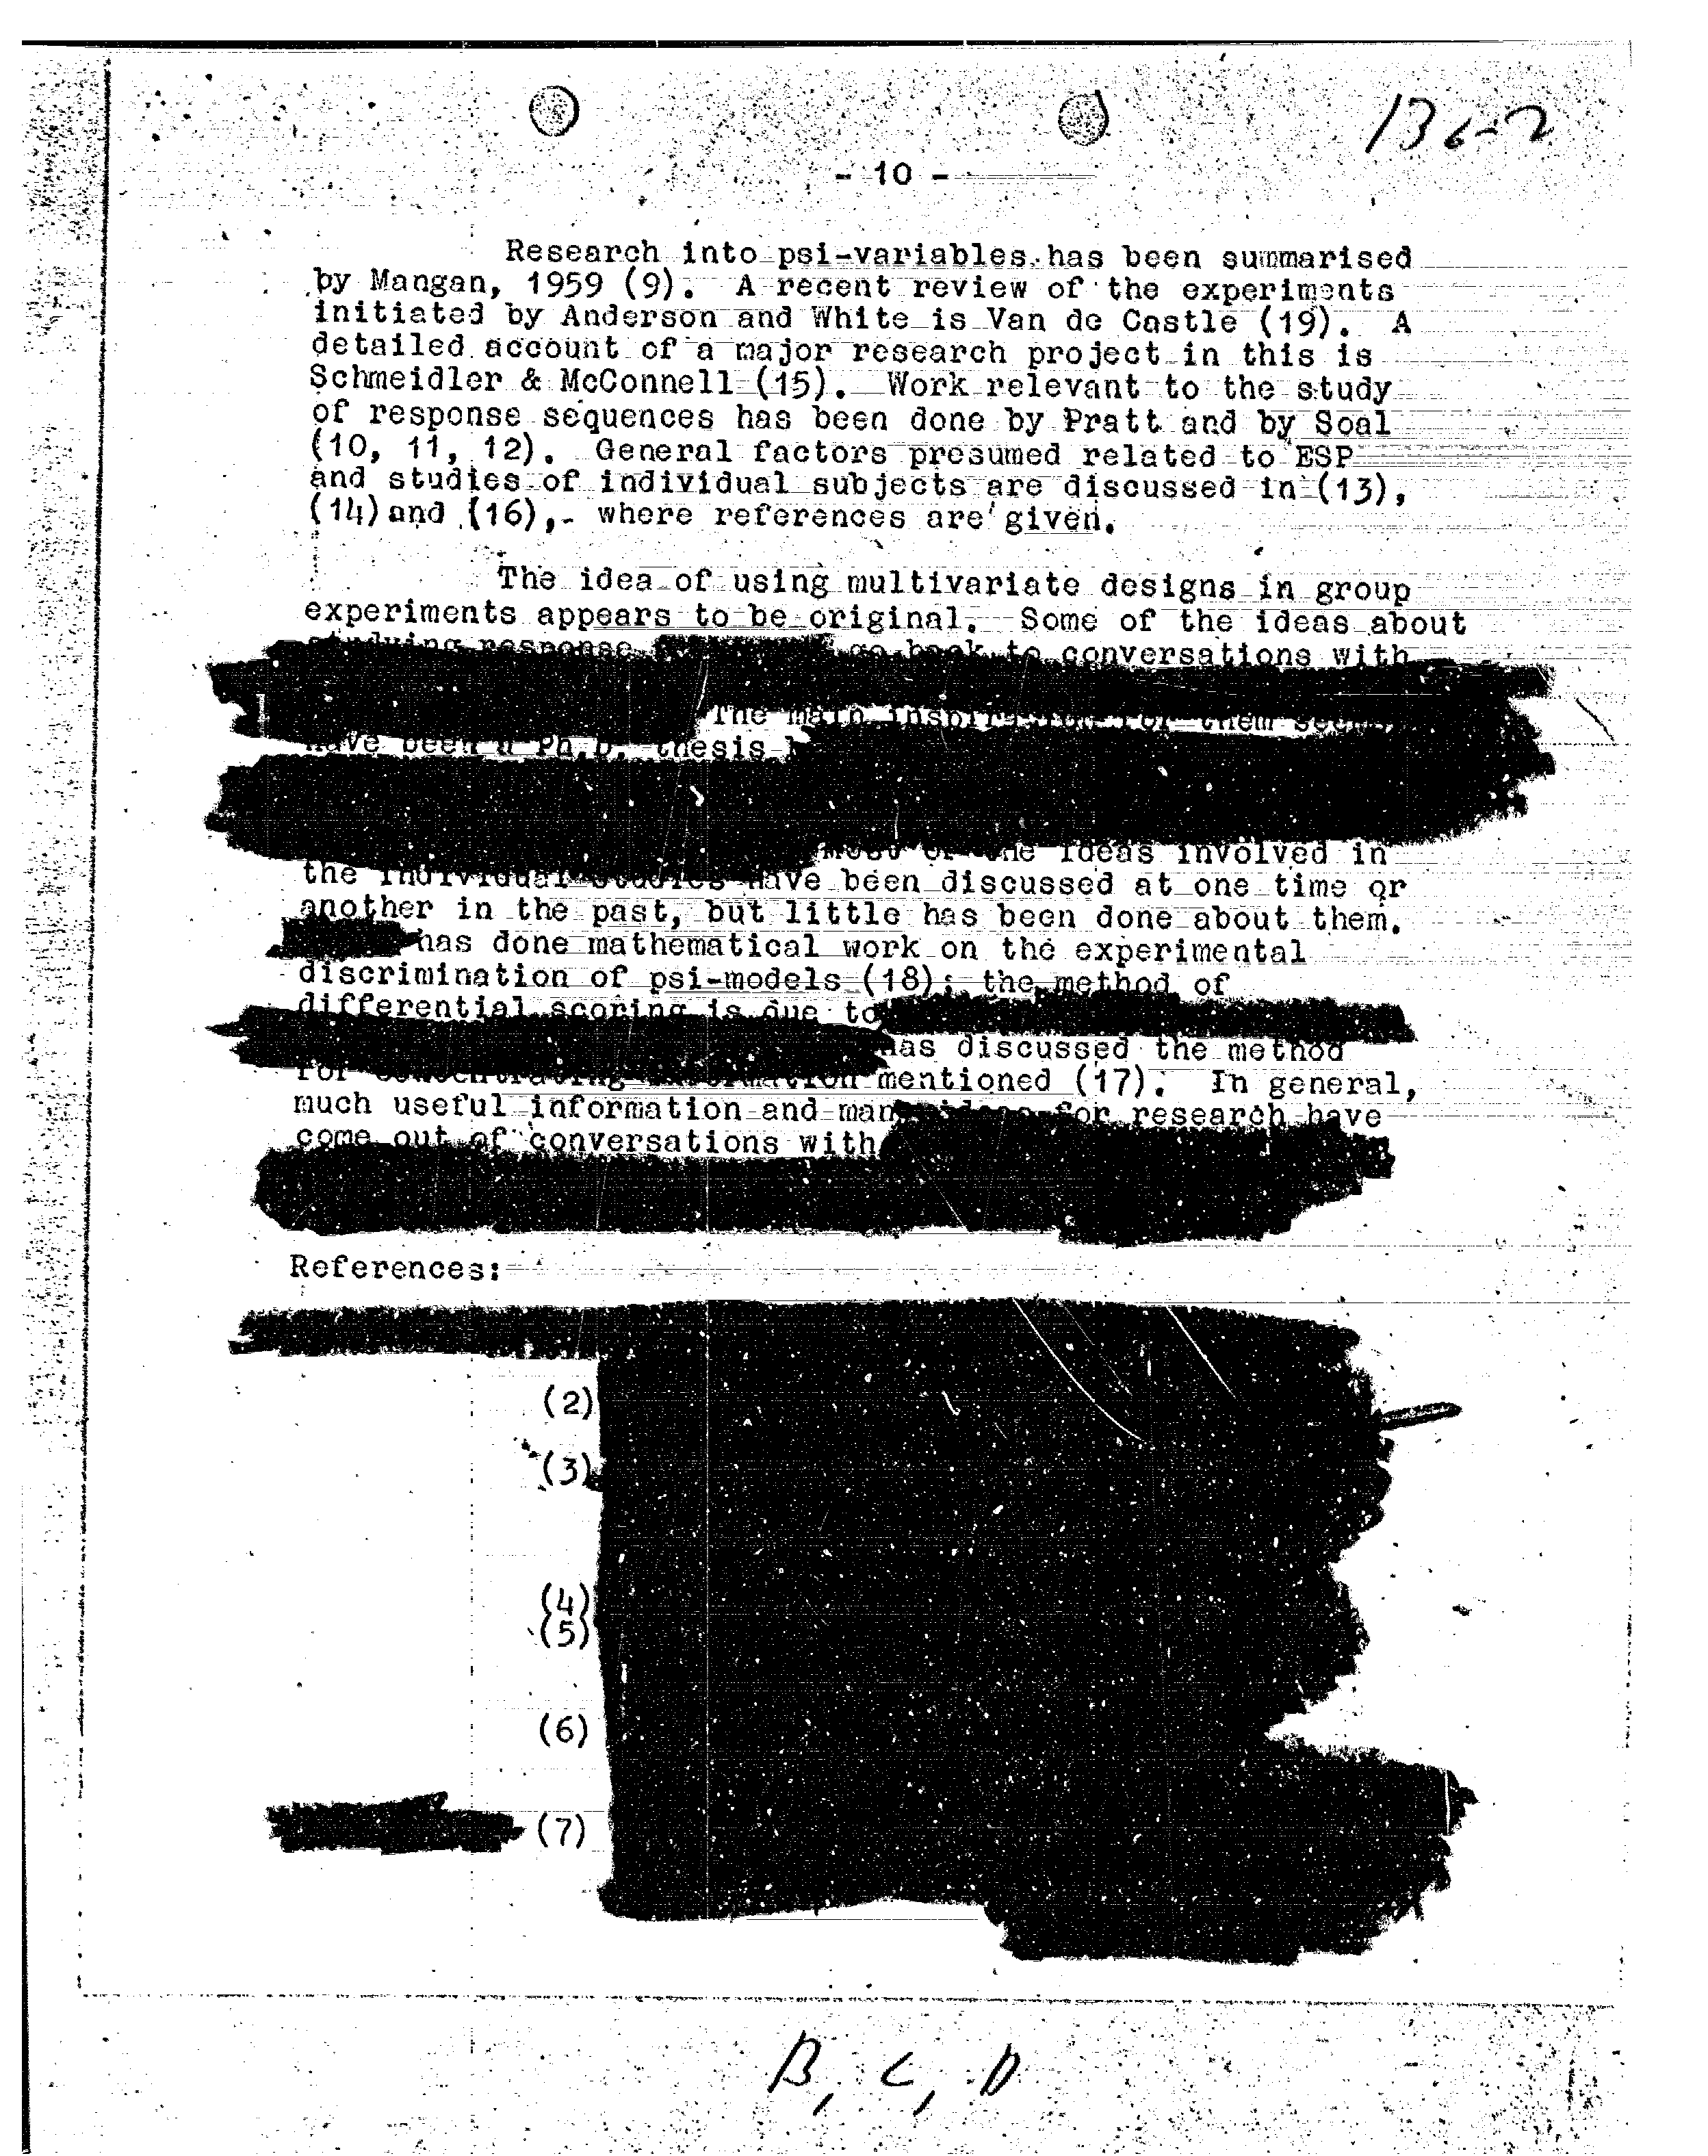 136-2
- 10 -
Research into psi-variables has been summarised
by Mangan, 1959 (9). A recent review of the experiments
initiated by Anderson and White is Van de Castle (19). A
detailed account of a major research project in this is
Schmeidler & McConnell (15). Work relevant to the study
of response sequences has been done by Pratt and by Soal
(10, 11, 12). General factors presumed related to ESP
and studies of individual subjects are discussed in (13),
(14) and (16), where references are given.
The idea of using multivariate designs in group
experiments appears to be original. Some of the ideas about
studying response go back to conversations with
The main inspiration for them
have been a Ph.D. thesis
most of the ideas involved in
the individual studies have been discussed at one time or
another in the past, but little has been done about them.
has done mathematical work on the experimental
discrimination of psi-models (18); the method of
differential scoring is due to
has discussed the method
for concentrating information mentioned (17). In general,
much useful information and many ideas for research have
come out of conversations with
References:
(2)
(3)
(4)
(5)
(6)
(7)
B, C, D